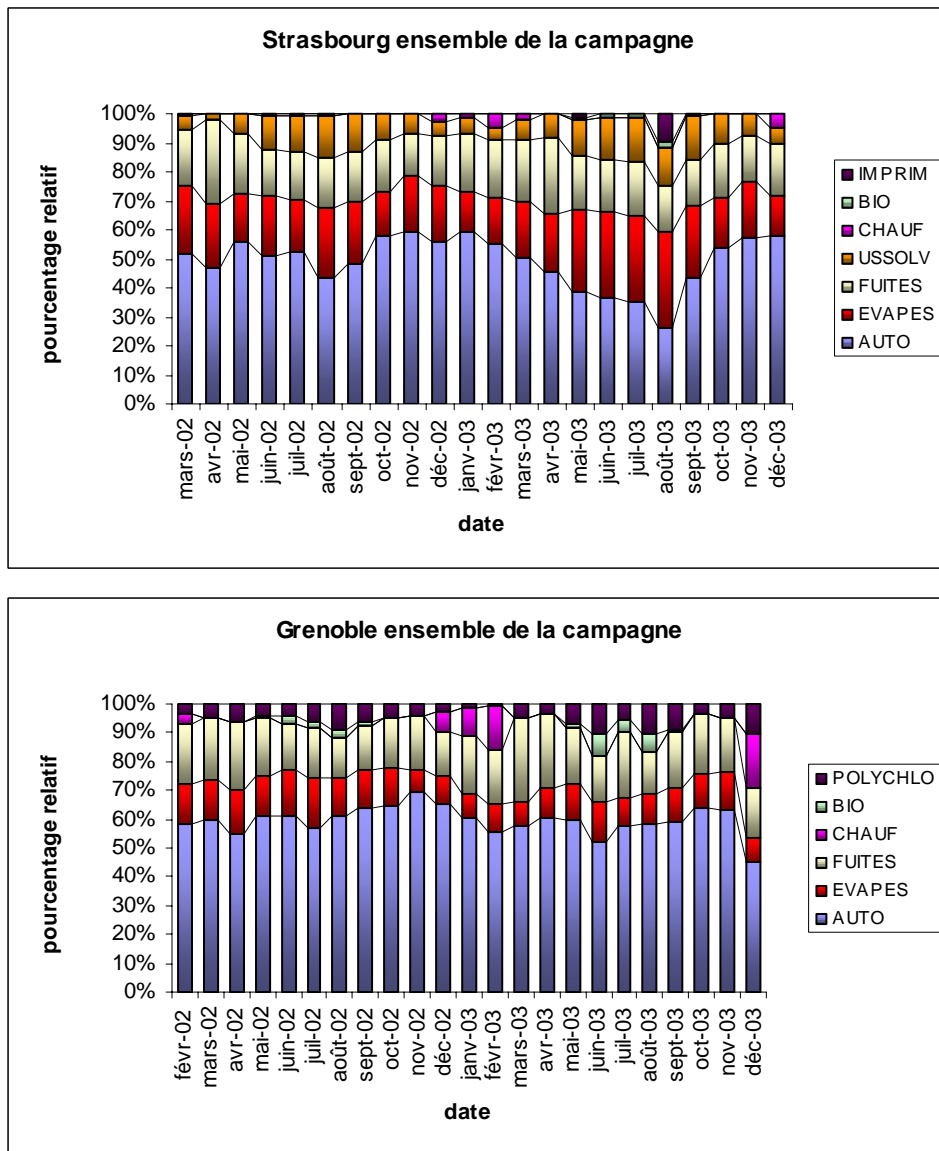 Strasbourg ensemble de la campagne
pourcentage relatif
100%
90%
80%
70%
60%
50%
40%
30%
20%
10%
0%
mars-02
avr-02
mai-02
juin-02
juil-02
août-02
sept-02
oct-02
nov-02
déc-02
janv-03
févr-03
mars-03
avr-03
mai-03
juin-03
juil-03
août-03
sept-03
oct-03
nov-03
déc-03
date
IMPRIM
BIO
CHAUF
USSOLV
FUITES
EVAPES
AUTO
Grenoble ensemble de la campagne
pourcentage relatif
100%
90%
80%
70%
60%
50%
40%
30%
20%
10%
0%
févr-02
mars-02
avr-02
mai-02
juin-02
juil-02
août-02
sept-02
oct-02
nov-02
déc-02
janv-03
févr-03
mars-03
avr-03
mai-03
juin-03
juil-03
août-03
sept-03
oct-03
nov-03
déc-03
date
POLYCHLO
BIO
CHAUF
FUITES
EVAPES
AUTO